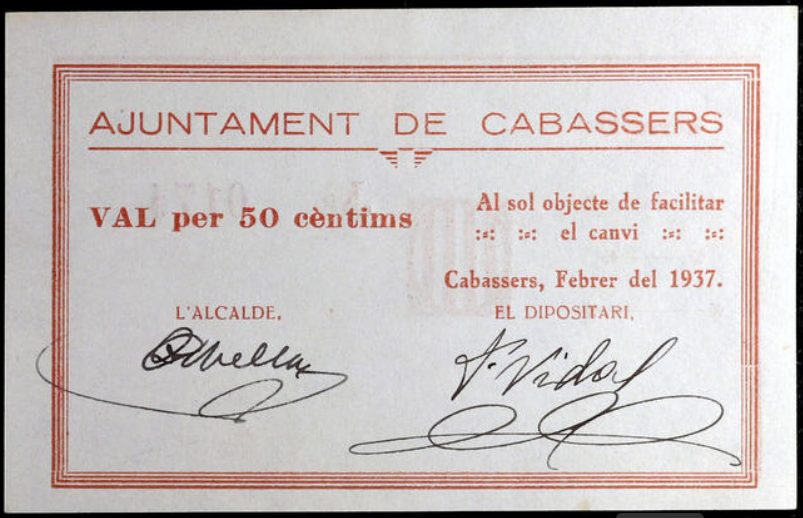 AJUNTAMENT DE CABASSERS
VAL per 50 cèntims
Al sol objecte de facilitar
:-: :-: el canvi :-: :-:
Cabassers, Febrer del 1937.
L'ALCALDE,
EL DIPOSITARI,
Vidal